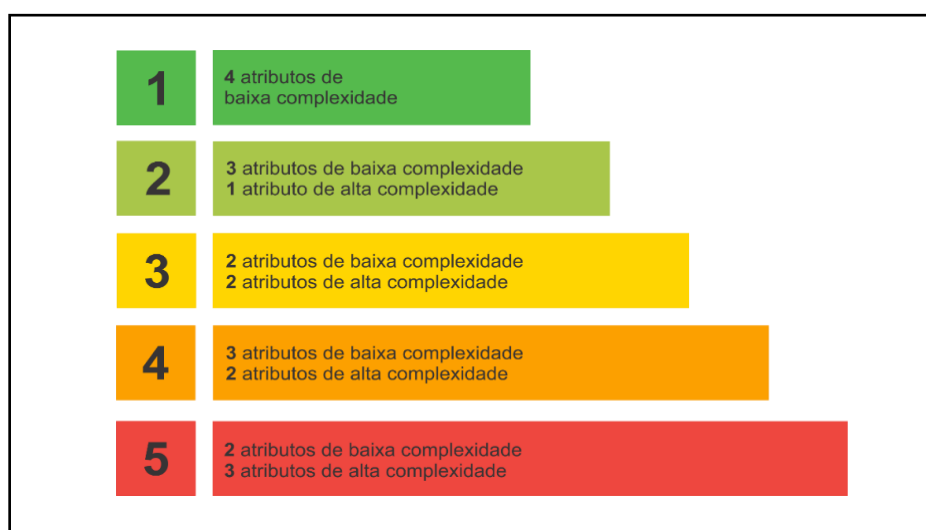 1
4 atributos de
baixa complexidade
2
3 atributos de baixa complexidade
1 atributo de alta complexidade
3
2 atributos de baixa complexidade
2 atributos de alta complexidade
4
3 atributos de baixa complexidade
2 atributos de alta complexidade
5
2 atributos de baixa complexidade
3 atributos de alta complexidade